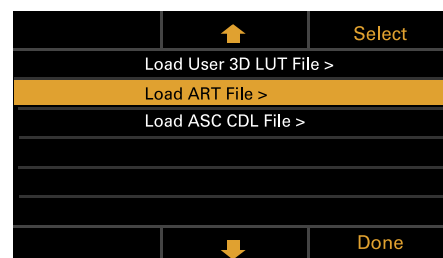 Select
Load User 3D LUT File >
Load ART File >
Load ASC CDL File >
Done